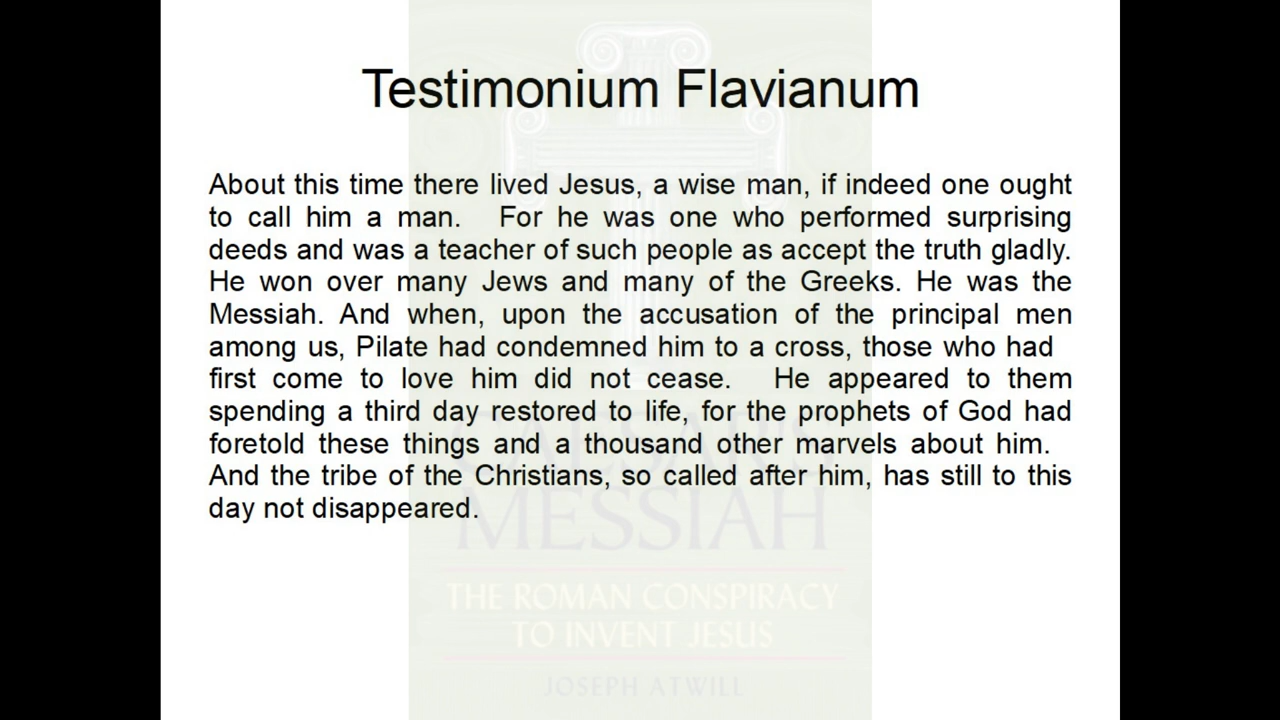 Testimonium Flavianum
About this time there lived Jesus, a wise man, if indeed one ought
to call him a man. For he was one who performed surprising
deeds and was a teacher of such people as accept the truth gladly.
He won over many Jews and many of the Greeks. He was the
Messiah. And when, upon the accusation of the principal men
among us, Pilate had condemned him to a cross, those who had
first come to love him did not cease. He appeared to them
spending a third day restored to life, for the prophets of God had
foretold these things and a thousand other marvels about him.
And the tribe of the Christians, so called after him, has still to this
day not disappeared.
CAESAR'S
MESSIAH
THE ROMAN CONSPIRACY
TO INVENT JESUS
JOSEPH ATWILL